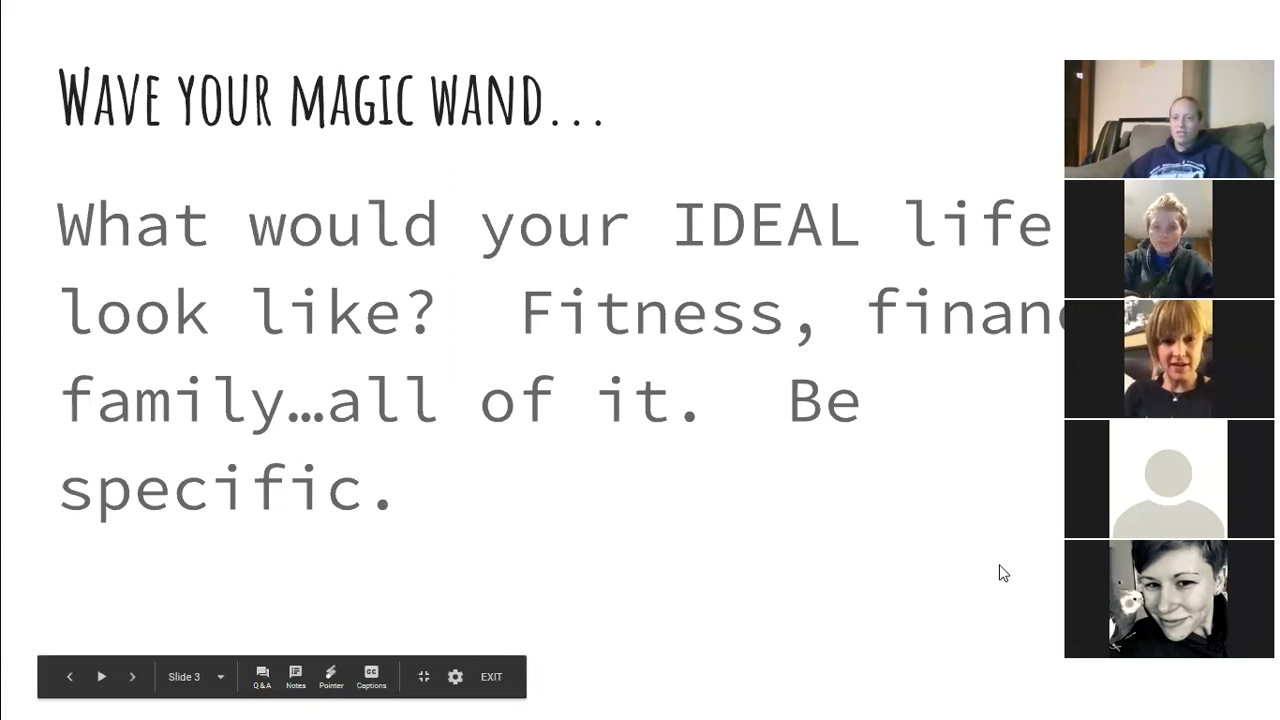 Wave your magic wand...
What would your IDEAL life
look like?  Fitness, financ
family…all of it.  Be
specific.
Slide 3
Q&A Notes Pointer Captions
EXIT